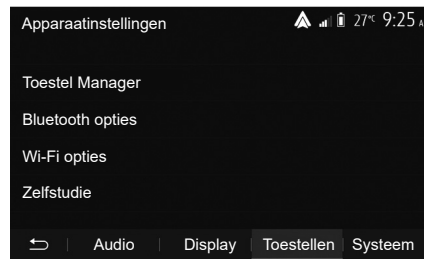 Apparaatinstellingen 27°C 9:25 A
Toestel Manager
Bluetooth opties
Wi-Fi opties
Zelfstudie
Audio Display Toestellen Systeem